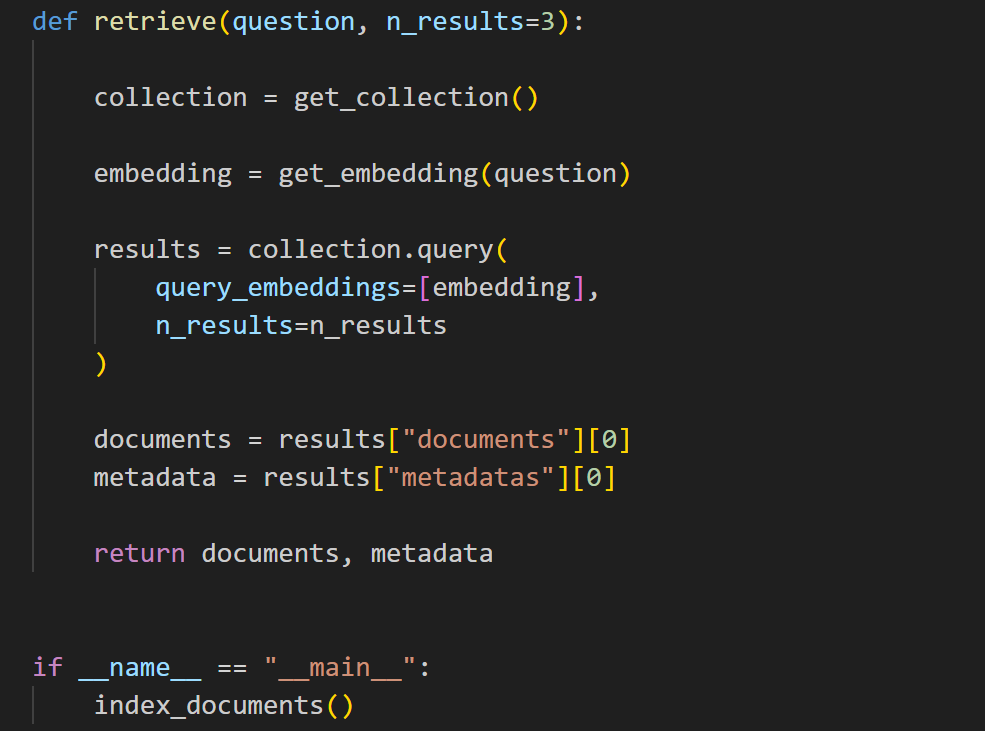 def retrieve(question, n_results=3):
    collection = get_collection()
    embedding = get_embedding(question)
    results = collection.query(
        query_embeddings=[embedding],
        n_results=n_results
    )
    documents = results["documents"][0]
    metadata = results["metadatas"][0]
    return documents, metadata
if __name__ == "__main__":
    index_documents()